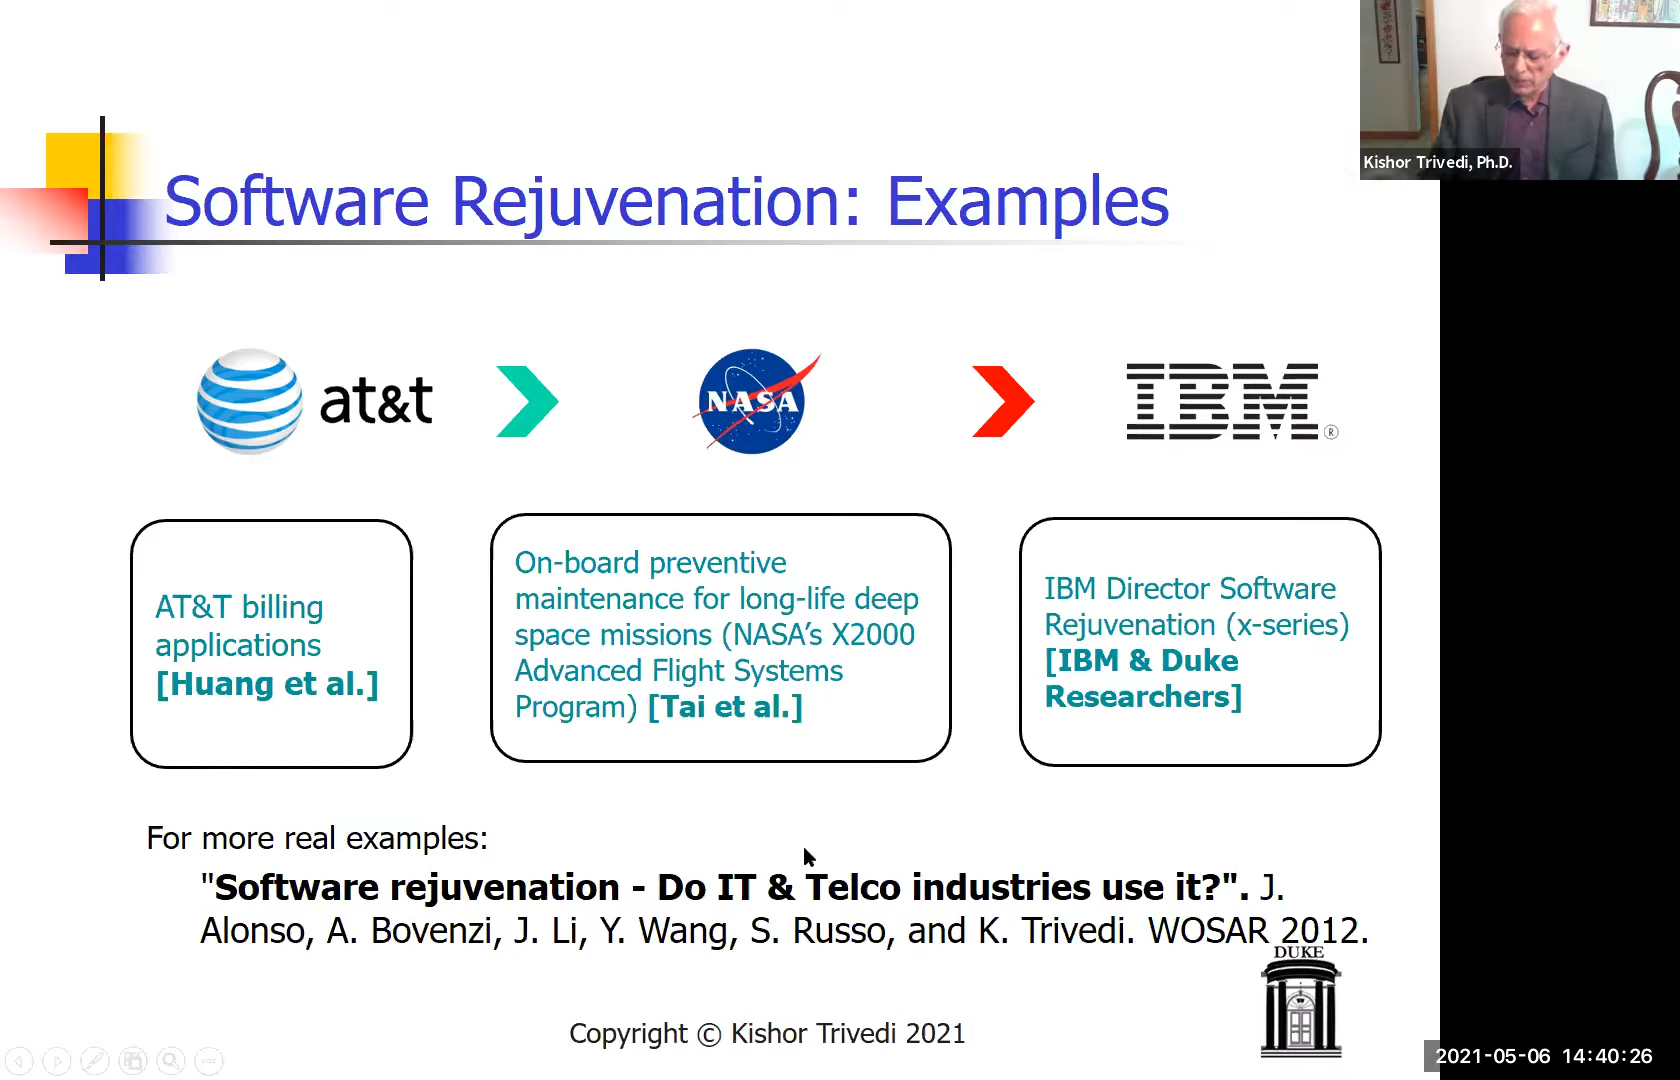 Kishor Trivedi, Ph.D.
Software Rejuvenation: Examples
at&t
NASA
IBM®
AT&T billing
applications
[Huang et al.]
On-board preventive
maintenance for long-life deep
space missions (NASA’s X2000
Advanced Flight Systems
Program) [Tai et al.]
IBM Director Software
Rejuvenation (x-series)
[IBM & Duke
Researchers]
For more real examples:
"Software rejuvenation - Do IT & Telco industries use it?". J.
Alonso, A. Bovenzi, J. Li, Y. Wang, S. Russo, and K. Trivedi. WOSAR 2012.
DUKE
Copyright © Kishor Trivedi 2021
2021-05-06 14:40:26